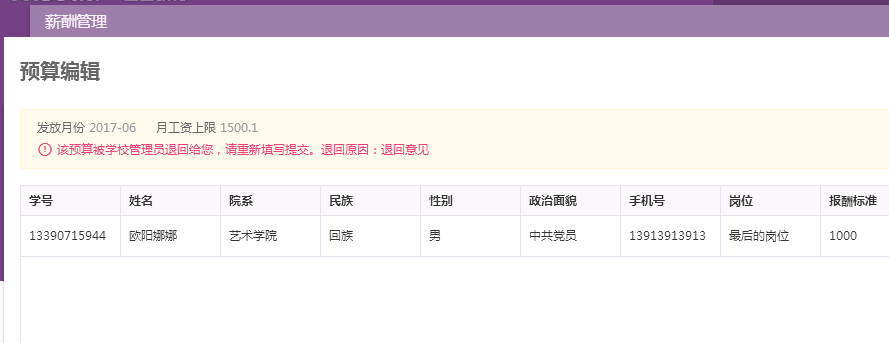 薪酬管理
预算编辑
发放月份 2017-06 月工资上限 1500.1
该预算被学校管理员退回给您，请重新填写提交。退回原因：退回意见
学号 姓名 院系 民族 性别 政治面貌 手机号 岗位 报酬标准
13390715944 欧阳娜娜 艺术学院 回族 男 中共党员 13913913913 最后的岗位 1000